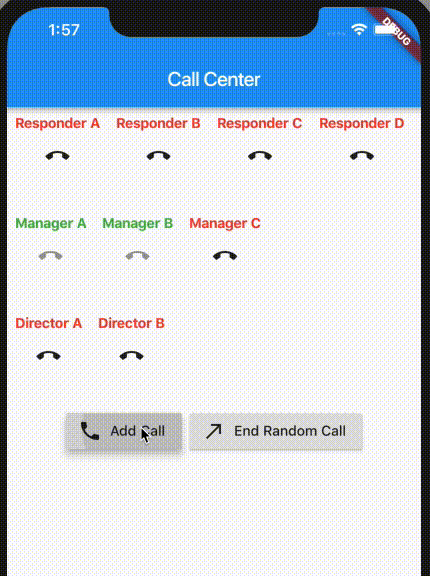 1:57
DEBUG
Call Center
Responder A Responder B Responder C Responder D
Manager A Manager B Manager C
Director A Director B
Add Call End Random Call